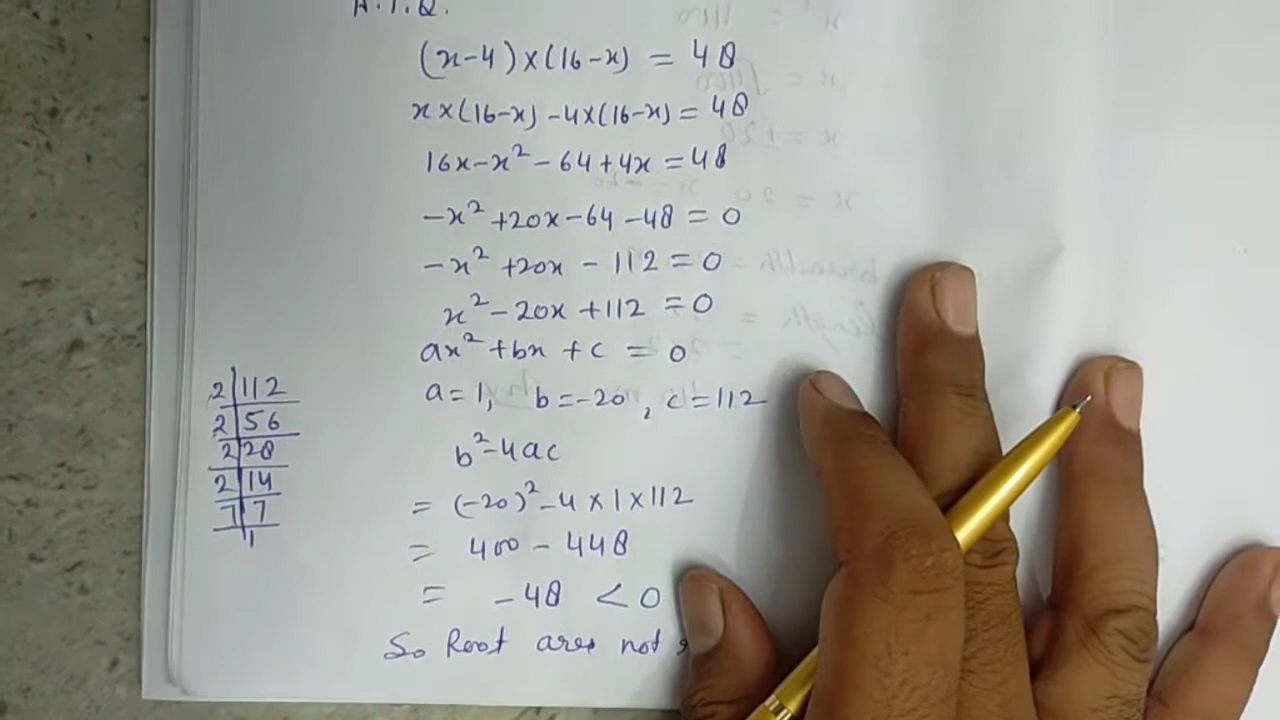 A.T.Q.
(x-4)×(16-x) = 48
x×(16-x) -4×(16-x) = 48
16x-x²-64+4x=48
-x²+20x-64-48=0
-x²+20x-112=0
x²-20x+112=0
ax²+bx+c=0
a=1, b=-20, c=112
b²-4ac
= (-20)²-4×1×112
= 400-448
= -48 <0
So Root are not
2|112
2|56
2|28
2|14
7|7
1